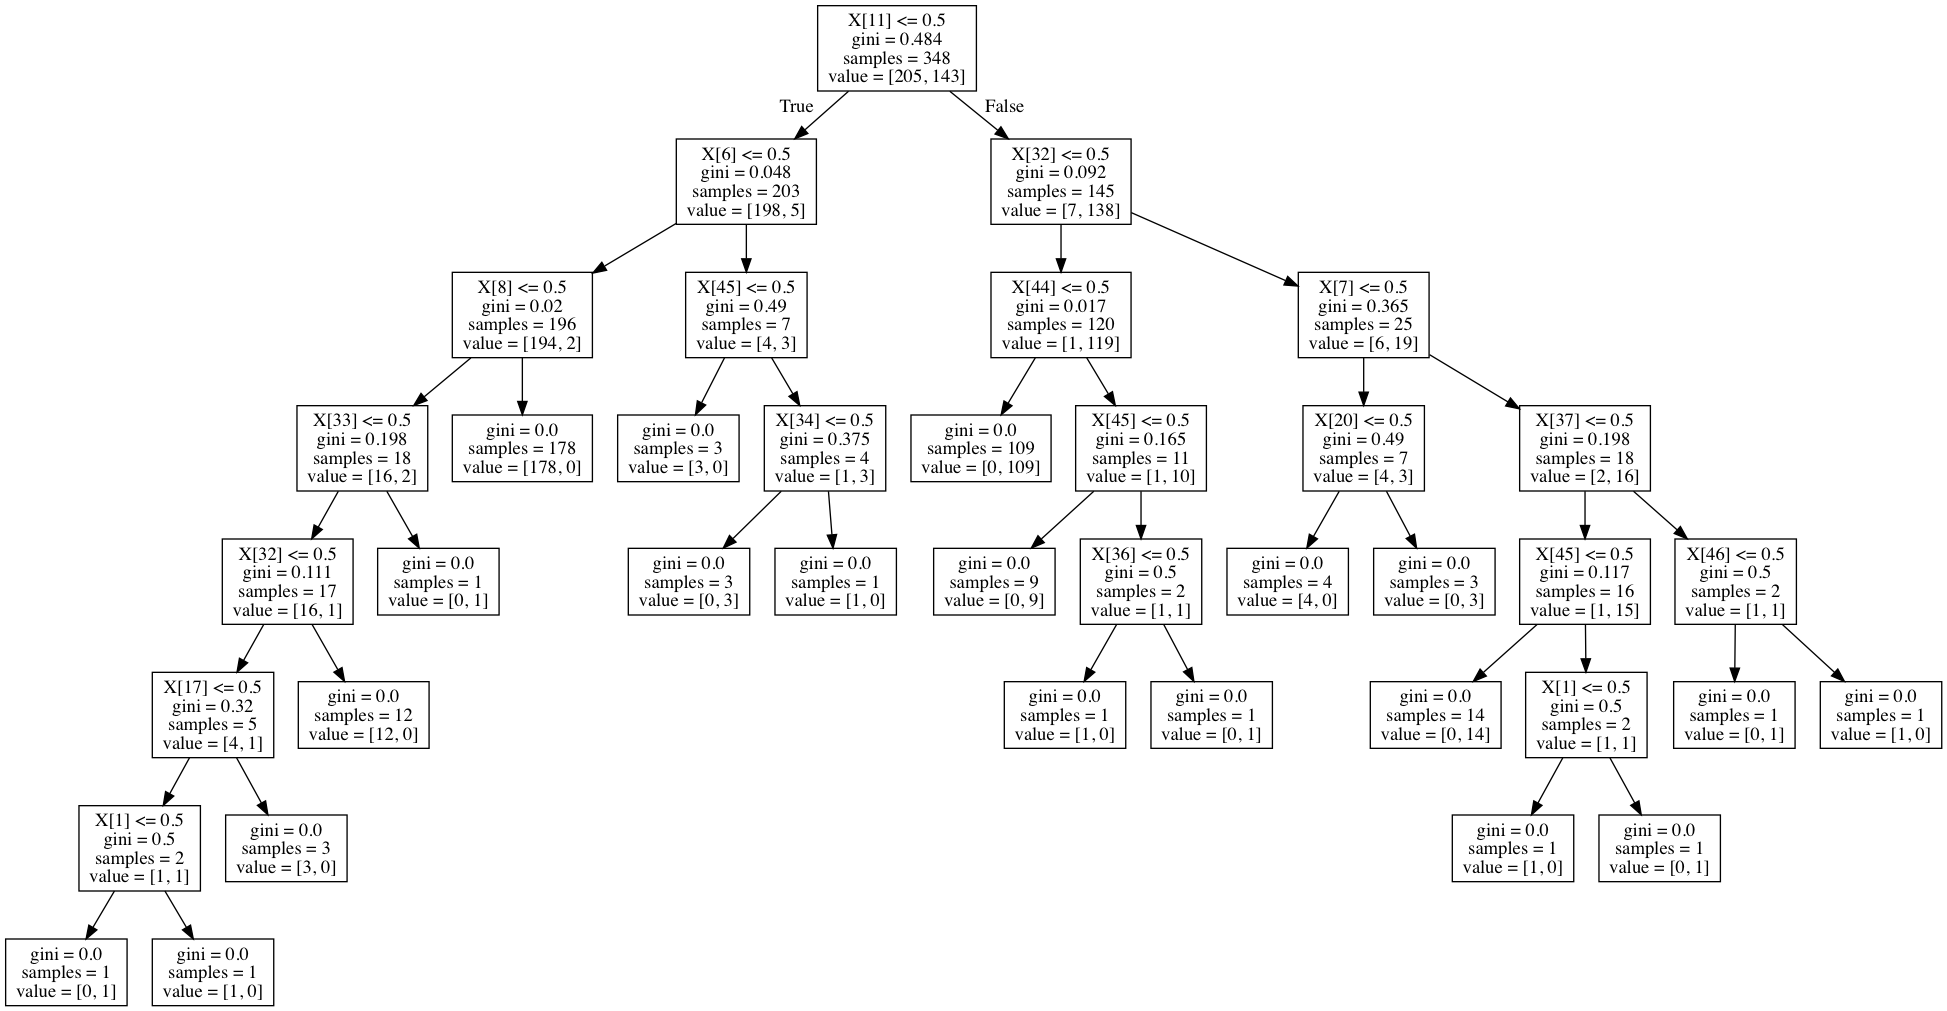 X[11] <= 0.5
gini = 0.484
samples = 348
value = [205, 143]
True
False
X[6] <= 0.5
gini = 0.048
samples = 203
value = [198, 5]
X[32] <= 0.5
gini = 0.092
samples = 145
value = [7, 138]
X[8] <= 0.5
gini = 0.02
samples = 196
value = [194, 2]
X[45] <= 0.5
gini = 0.49
samples = 7
value = [4, 3]
X[44] <= 0.5
gini = 0.017
samples = 120
value = [1, 119]
X[7] <= 0.5
gini = 0.365
samples = 25
value = [6, 19]
X[33] <= 0.5
gini = 0.198
samples = 18
value = [16, 2]
gini = 0.0
samples = 178
value = [178, 0]
gini = 0.0
samples = 3
value = [3, 0]
X[34] <= 0.5
gini = 0.375
samples = 4
value = [1, 3]
gini = 0.0
samples = 109
value = [0, 109]
X[45] <= 0.5
gini = 0.165
samples = 11
value = [1, 10]
X[20] <= 0.5
gini = 0.49
samples = 7
value = [4, 3]
X[37] <= 0.5
gini = 0.198
samples = 18
value = [2, 16]
X[32] <= 0.5
gini = 0.111
samples = 17
value = [16, 1]
gini = 0.0
samples = 1
value = [0, 1]
gini = 0.0
samples = 3
value = [0, 3]
gini = 0.0
samples = 1
value = [1, 0]
gini = 0.0
samples = 9
value = [0, 9]
X[36] <= 0.5
gini = 0.5
samples = 2
value = [1, 1]
gini = 0.0
samples = 4
value = [4, 0]
gini = 0.0
samples = 3
value = [0, 3]
X[45] <= 0.5
gini = 0.117
samples = 16
value = [1, 15]
X[46] <= 0.5
gini = 0.5
samples = 2
value = [1, 1]
X[17] <= 0.5
gini = 0.32
samples = 5
value = [4, 1]
gini = 0.0
samples = 12
value = [12, 0]
gini = 0.0
samples = 1
value = [1, 0]
gini = 0.0
samples = 1
value = [0, 1]
gini = 0.0
samples = 14
value = [0, 14]
X[1] <= 0.5
gini = 0.5
samples = 2
value = [1, 1]
gini = 0.0
samples = 1
value = [0, 1]
gini = 0.0
samples = 1
value = [1, 0]
X[1] <= 0.5
gini = 0.5
samples = 2
value = [1, 1]
gini = 0.0
samples = 3
value = [3, 0]
gini = 0.0
samples = 1
value = [1, 0]
gini = 0.0
samples = 1
value = [0, 1]
gini = 0.0
samples = 1
value = [0, 1]
gini = 0.0
samples = 1
value = [1, 0]